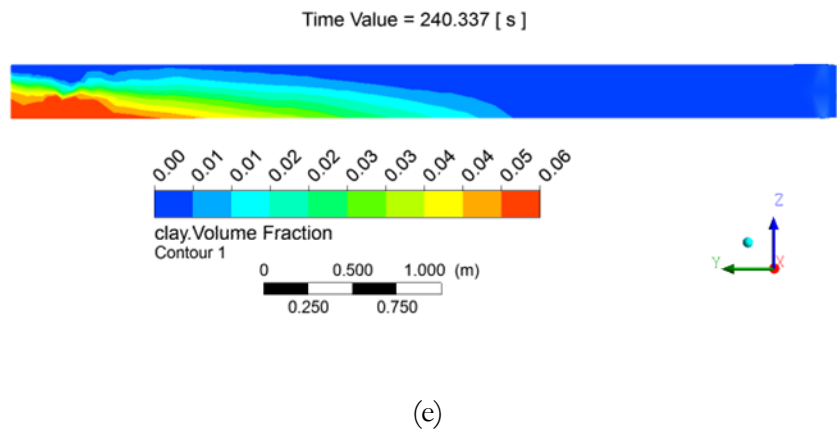 Time Value = 240.337 [ s ]
0.00 0.01 0.01 0.02 0.02 0.03 0.03 0.04 0.04 0.05 0.06
clay.Volume Fraction
Contour 1
0 0.500 1.000 (m)
0.250 0.750
Z
Y X
(e)